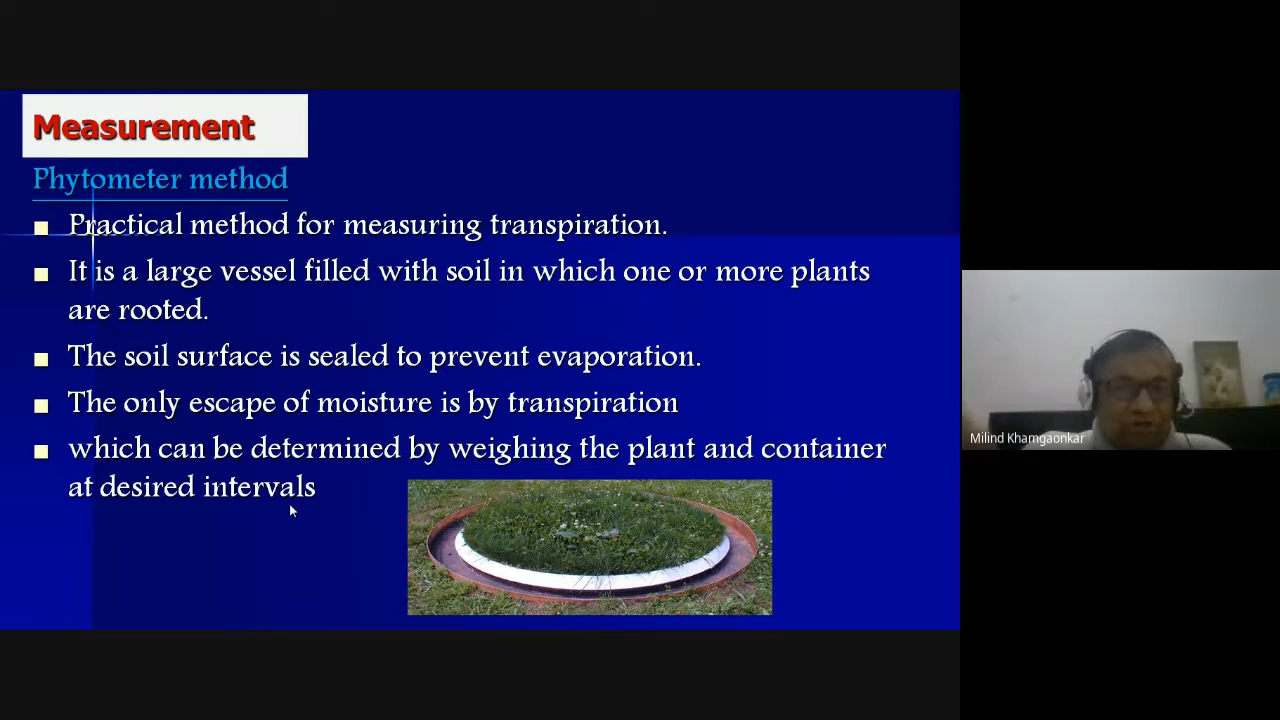 Measurement
Phytometer method
Practical method for measuring transpiration.
It is a large vessel filled with soil in which one or more plants
are rooted.
The soil surface is sealed to prevent evaporation.
The only escape of moisture is by transpiration
which can be determined by weighing the plant and container
at desired intervals
Milind Khamgaonkar